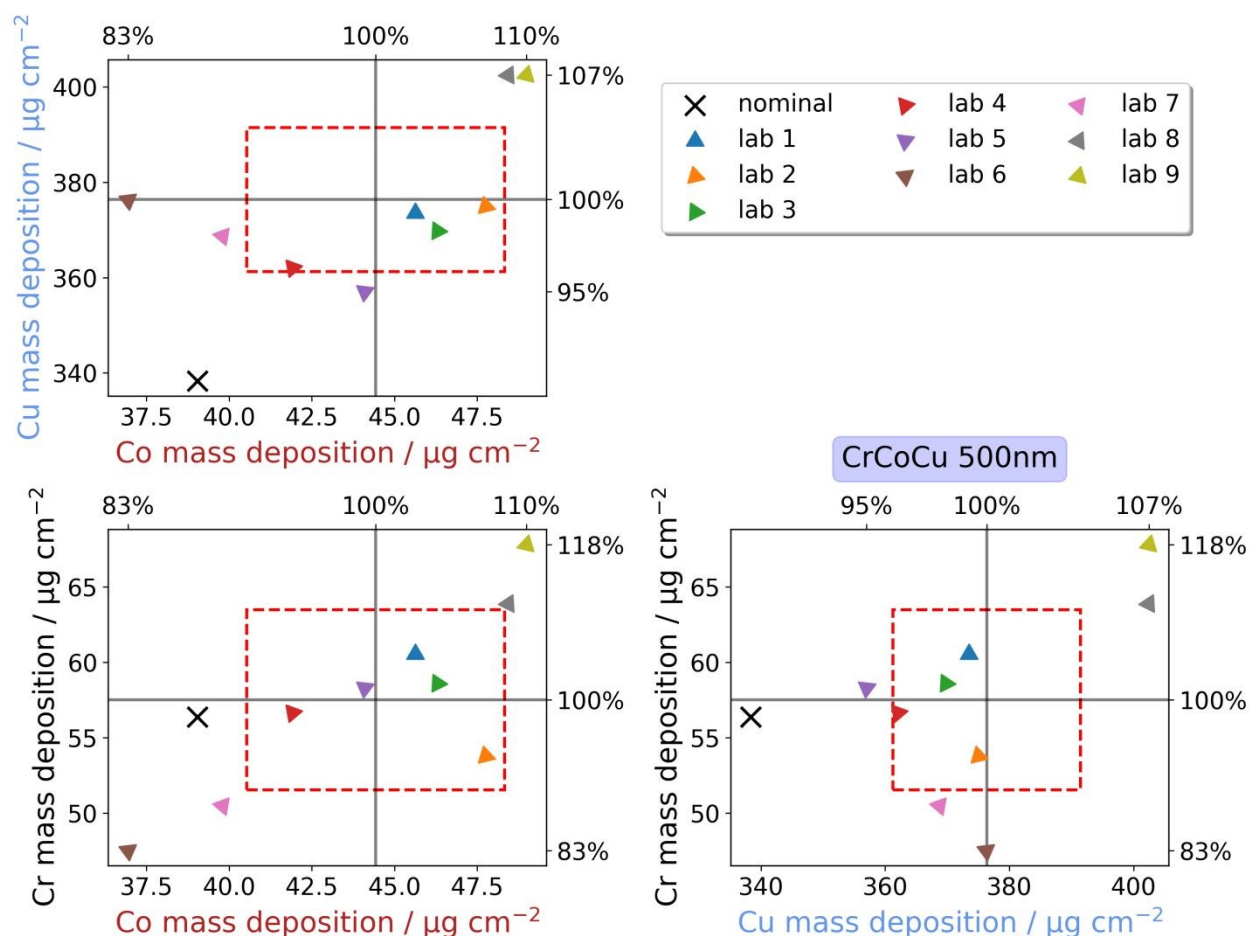 83% 100% 110%
Cu mass deposition / µg cm⁻²
400
380
360
340
107%
100%
95%
37.5 40.0 42.5 45.0 47.5
Co mass deposition / µg cm⁻²
nominal lab 4 lab 7
lab 1 lab 5 lab 8
lab 2 lab 6 lab 9
lab 3
83% 100% 110%
Cr mass deposition / µg cm⁻²
65
60
55
50
118%
100%
83%
37.5 40.0 42.5 45.0 47.5
Co mass deposition / µg cm⁻²
CrCoCu 500nm
95% 100% 107%
Cr mass deposition / µg cm⁻²
65
60
55
50
118%
100%
83%
340 360 380 400
Cu mass deposition / µg cm⁻²